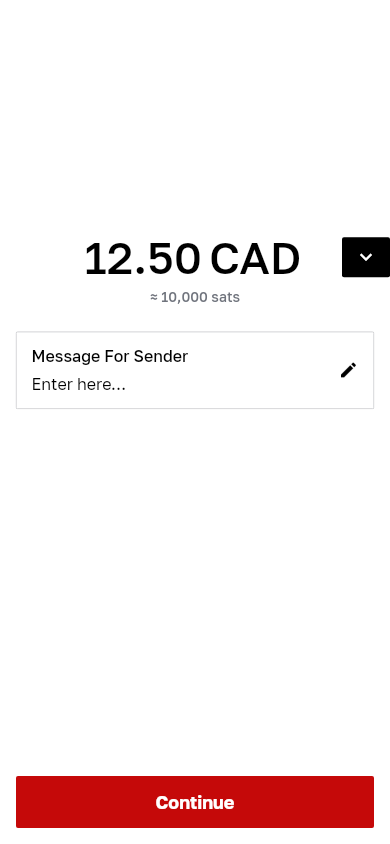 12.50 CAD
≈ 10,000 sats
Message For Sender
Enter here...
Continue